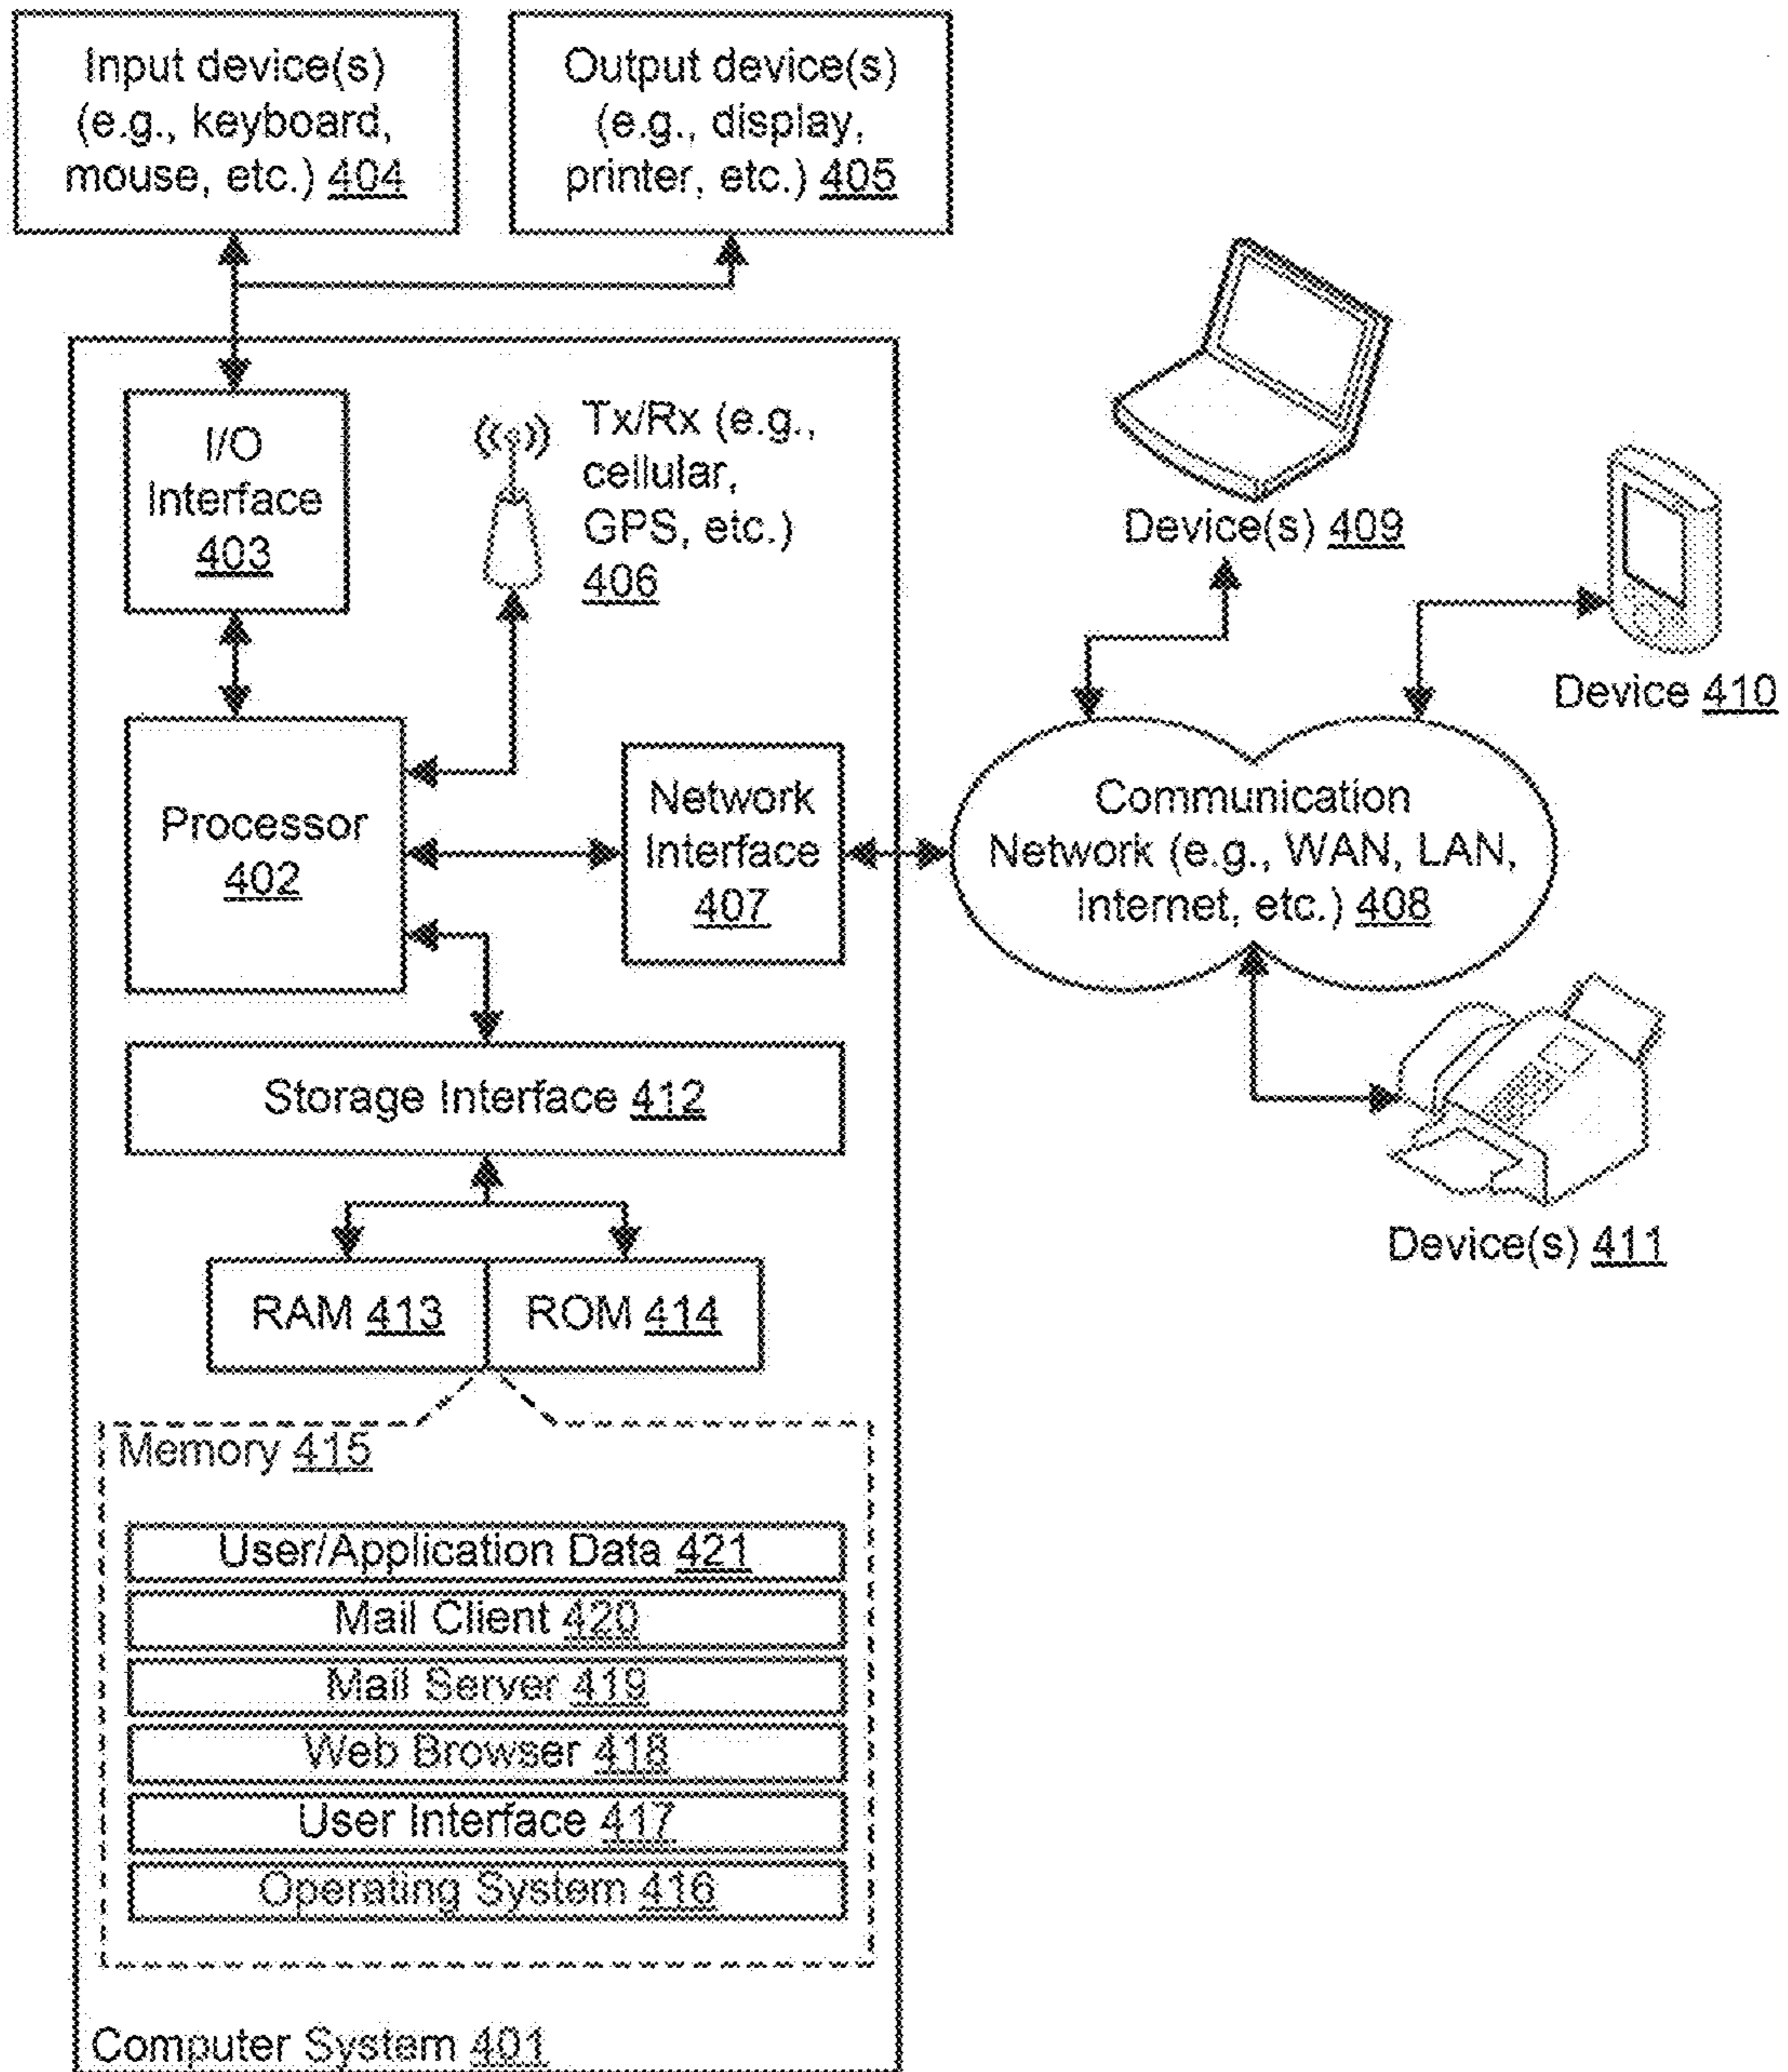 Input device(s)
(e.g., keyboard,
mouse, etc.) 404
Output device(s)
(e.g., display,
printer, etc.) 405
I/O
Interface
403
Tx/Rx (e.g.,
cellular,
GPS, etc.)
406
Device(s) 409
Device 410
Processor
402
Network
Interface
407
Communication
Network (e.g., WAN, LAN,
Internet, etc.) 408
Storage Interface 412
Device(s) 411
RAM 413
ROM 414
Memory 415
User/Application Data 421
Mail Client 420
Mail Server 419
Web Browser 418
User Interface 417
Operating System 416
Computer System 401